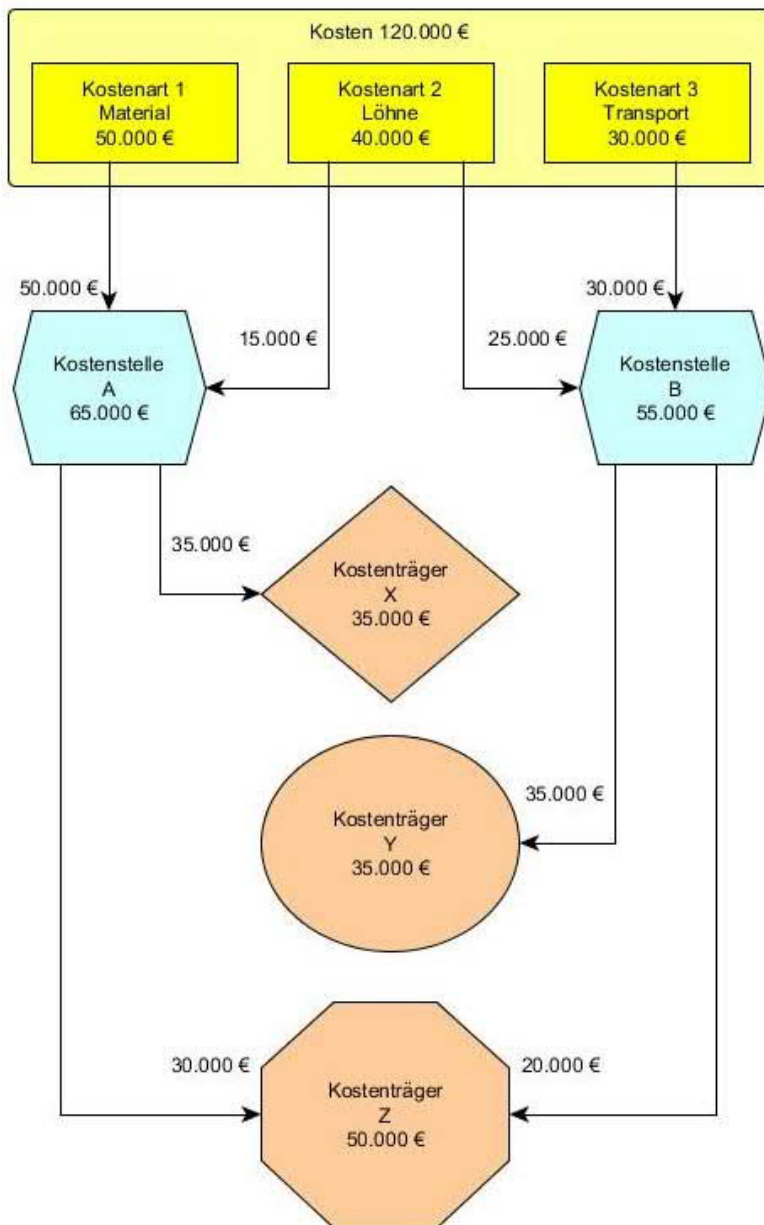 Kosten 120.000 €
Kostenart 1
Material
50.000 €
Kostenart 2
Löhne
40.000 €
Kostenart 3
Transport
30.000 €
50.000 €
15.000 €
25.000 €
30.000 €
Kostenstelle
A
65.000 €
Kostenstelle
B
55.000 €
35.000 €
Kostenträger
X
35.000 €
35.000 €
Kostenträger
Y
35.000 €
30.000 €
20.000 €
Kostenträger
Z
50.000 €